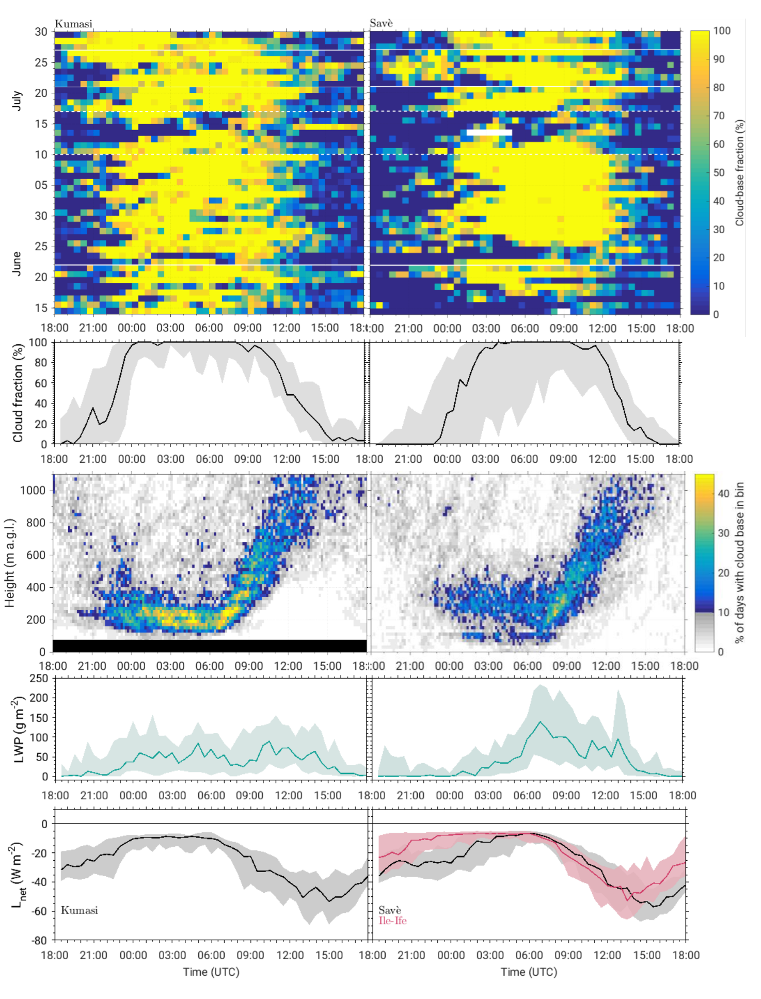 Kumasi
Savè
30
25
20
15
10
05
30
25
20
15
July
June
18:00 21:00 00:00 03:00 06:00 09:00 12:00 15:00 18:00
21:00 00:00 03:00 06:00 09:00 12:00 15:00 18:00
100
90
80
70
60
50
40
30
20
10
0
Cloud-base fraction (%)
100
80
60
40
20
0
Cloud fraction (%)
18:00 21:00 00:00 03:00 06:00 09:00 12:00 15:00 18:00
21:00 00:00 03:00 06:00 09:00 12:00 15:00 18:00
1000
800
600
400
200
0
Height (m a.g.l.)
18:00 21:00 00:00 03:00 06:00 09:00 12:00 15:00 18:00
21:00 00:00 03:00 06:00 09:00 12:00 15:00 18:00
40
30
20
10
0
% of days with cloud base in bin
250
200
150
100
50
0
LWP (g m-2)
18:00 21:00 00:00 03:00 06:00 09:00 12:00 15:00 18:00
21:00 00:00 03:00 06:00 09:00 12:00 15:00 18:00
0
-20
-40
-60
-80
Lnet (W m-2)
Kumasi
Savè
Ile-Ife
18:00 21:00 00:00 03:00 06:00 09:00 12:00 15:00 18:00
21:00 00:00 03:00 06:00 09:00 12:00 15:00 18:00
Time (UTC)
Time (UTC)